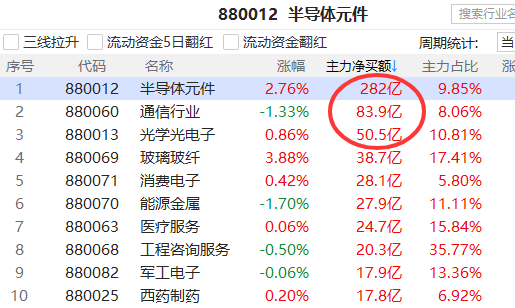 880012 半导体元件
搜索行业名
三线拉升 流动资金5日翻红 流动资金翻红 周期统计: 当
序号 代码 名称 涨幅 主力净买额↓ 主力占比 涨
1 880012 半导体元件 2.76% 282亿 9.85%
2 880060 通信行业 -1.33% 83.9亿 8.06%
3 880013 光学光电子 0.86% 50.5亿 10.81%
4 880069 玻璃玻纤 3.88% 38.7亿 17.41%
5 880071 消费电子 0.42% 28.1亿 5.80%
6 880070 能源金属 -1.70% 27.9亿 11.11%
7 880063 医疗服务 0.06% 24.7亿 15.84%
8 880068 工程咨询服务 -0.50% 20.3亿 35.77%
9 880082 军工电子 -0.06% 17.9亿 13.36%
10 880025 西药制药 0.20% 17.8亿 6.92%